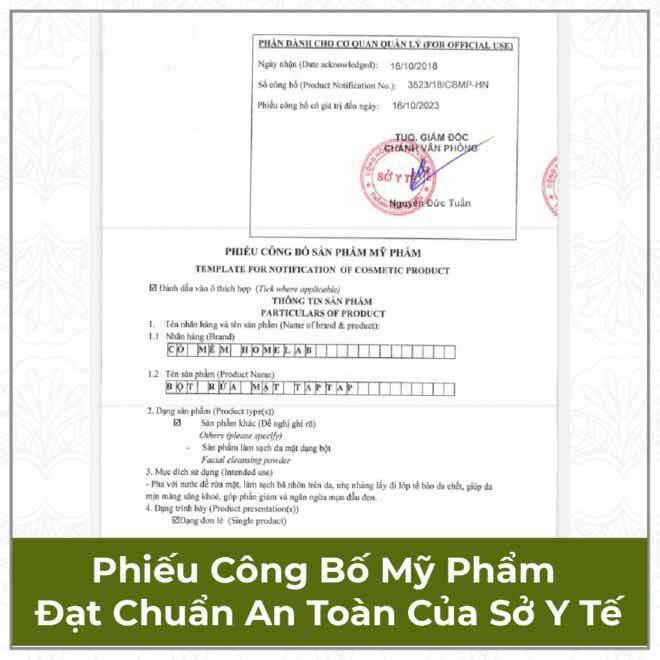 PHẦN DÀNH CHO CƠ QUAN QUẢN LÝ (FOR OFFICIAL USE)
Ngày nhận (Date acknowledged): 16/10/2018
Số công bố (Product Notification No.): 3523/18/CBMP-HN
Phiếu công bố có giá trị đến ngày: 16/10/2023
TUQ. GIÁM ĐỐC
CHÁNH VĂN PHÒNG
SỞ Y TẾ
Nguyễn Đức Tuấn
PHIẾU CÔNG BỐ SẢN PHẨM MỸ PHẨM
TEMPLATE FOR NOTIFICATION OF COSMETIC PRODUCT
Đánh dấu vào ô thích hợp (Tick where applicable)
THÔNG TIN SẢN PHẨM
PARTICULARS OF PRODUCT
1. Tên nhãn hàng và tên sản phẩm (Name of brand & product):
1.1 Nhãn hàng (Brand)
CỎ MỀM HOMELAB
1.2 Tên sản phẩm (Product Name)
BỘT RỬA MẶT TAPTAP
2. Dạng sản phẩm (Product type(s))
Sản phẩm khác (Đề nghị ghi rõ)
Others (please specify)
- Sản phẩm làm sạch da mặt dạng bột
Facial cleansing powder
3. Mục đích sử dụng (Intended use)
- Pha với nước để rửa mặt, làm sạch bã nhờn trên da, nhẹ nhàng lấy đi lớp tế bào da chết, giúp da
mịn màng sáng khoẻ, góp phần giảm và ngăn ngừa mụn đầu đen.
4. Dạng trình bày (Product presentation(s))
Dạng đơn lẻ (Single product)
Phiếu Công Bố Mỹ Phẩm
Đạt Chuẩn An Toàn Của Sở Y Tế